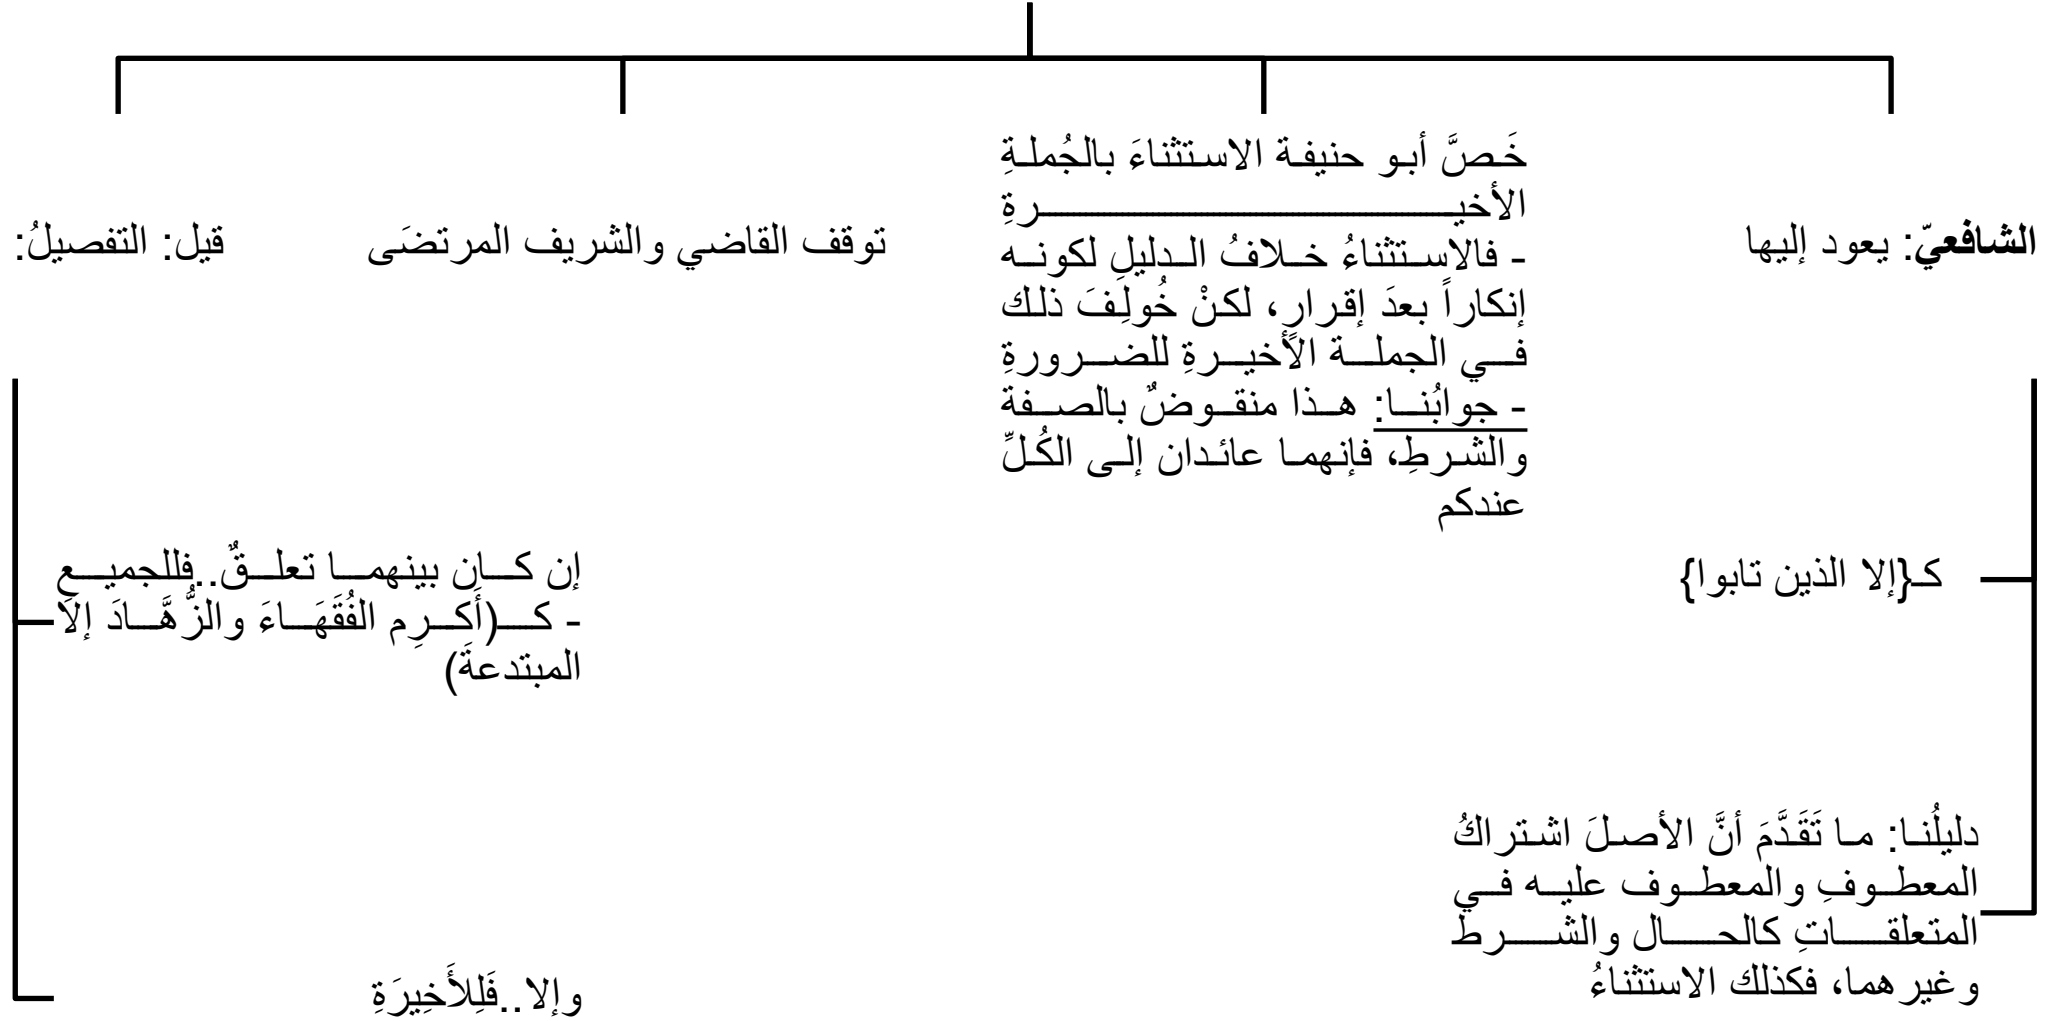 الشافعيّ: يعود إليها
كـ{إلا الذين تابوا}
دليلُنا: ما تَقَدَّمَ أنَّ الأصلَ اشتراكُ
المعطوفِ والمعطوف عليه في
المتعلقاتِ كالحال والشرط
وغيرهما، فكذلك الاستثناءُ
خَصَّ أبو حنيفة الاستثناءَ بالجُملةِ
الأخيرةِ
- فالاستثناءُ خلافُ الدليلِ لكونه
إنكاراً بعدَ إقرارٍ، لكنْ خُولِفَ ذلك
في الجملة الأخيرةِ للضرورةِ
- جوابُنا: هذا منقوضٌ بالصفة
والشرطِ، فإنهما عائدان إلى الكُلِّ
عندكم
توقف القاضي والشريف المرتضَى
قيل: التفصيلُ:
إن كان بينهما تعلقٌ..فللجميعِ
- كـ(أَكرِم الفُقَهَاءَ والزُّهَّادَ إلا
المبتدعةَ)
وإلا..فَلِلأَخِيرَةِ